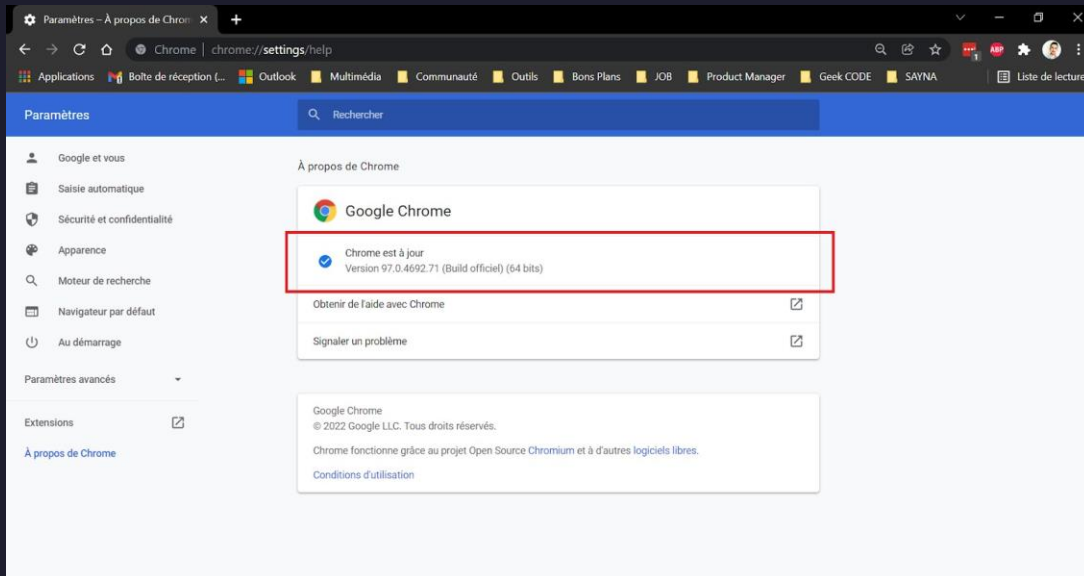 Paramètres – À propos de Chron
Chrome | chrome://settings/help
Applications
Boîte de réception (...
Outlook
Multimédia
Communauté
Outils
Bons Plans
JOB
Product Manager
Geek CODE
SAYNA
Liste de lecture
1
ABP
Paramètres
Rechercher
Google et vous
Saisie automatique
Sécurité et confidentialité
Apparence
Moteur de recherche
Navigateur par défaut
Au démarrage
Paramètres avancés
Extensions
À propos de Chrome
À propos de Chrome
Google Chrome
Chrome est à jour
Version 97.0.4692.71 (Build officiel) (64 bits)
Obtenir de l'aide avec Chrome
Signaler un problème
Google Chrome
© 2022 Google LLC. Tous droits réservés.
Chrome fonctionne grâce au projet Open Source Chromium et à d'autres logiciels libres.
Conditions d'utilisation